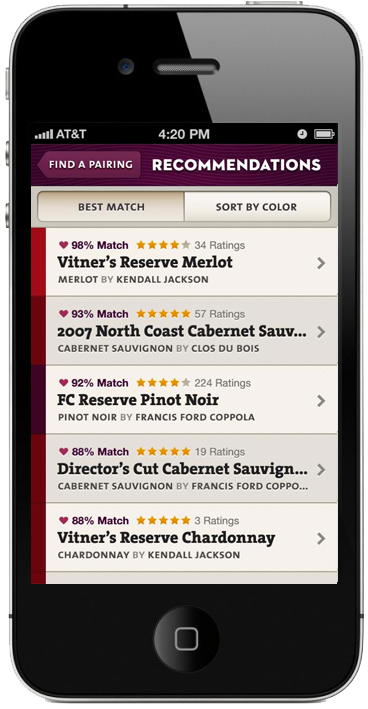 AT&T 4:20 PM
FIND A PAIRING RECOMMENDATIONS
BEST MATCH SORT BY COLOR
98% Match 34 Ratings
Vitner's Reserve Merlot
MERLOT BY KENDALL JACKSON
93% Match 57 Ratings
2007 North Coast Cabernet Sauv...
CABERNET SAUVIGNON BY CLOS DU BOIS
92% Match 224 Ratings
FC Reserve Pinot Noir
PINOT NOIR BY FRANCIS FORD COPPOLA
88% Match 19 Ratings
Director's Cut Cabernet Sauvign...
CABERNET SAUVIGNON BY FRANCIS FORD COPPO...
88% Match 3 Ratings
Vitner's Reserve Chardonnay
CHARDONNAY BY KENDALL JACKSON